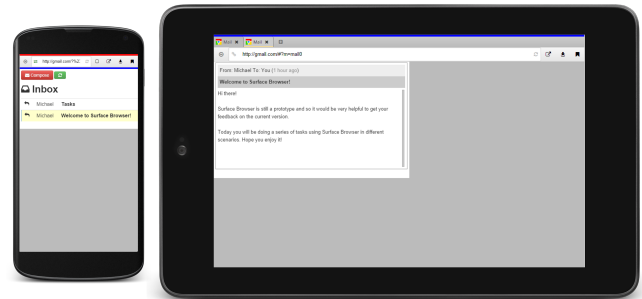 http://gmail.com/?%2
Compose
Inbox
Michael Tasks
Michael Welcome to Surface Browser!
Mail Mail
http://gmail.com/#?m=mail0
From: Michael To: You (1 hour ago)
Welcome to Surface Browser!
Hi there!
Surface Browser is still a prototype and so it would be very helpful to get your
feedback on the current version.
Today you will be doing a series of tasks using Surface Browser in different
scenarios. Hope you enjoy it!